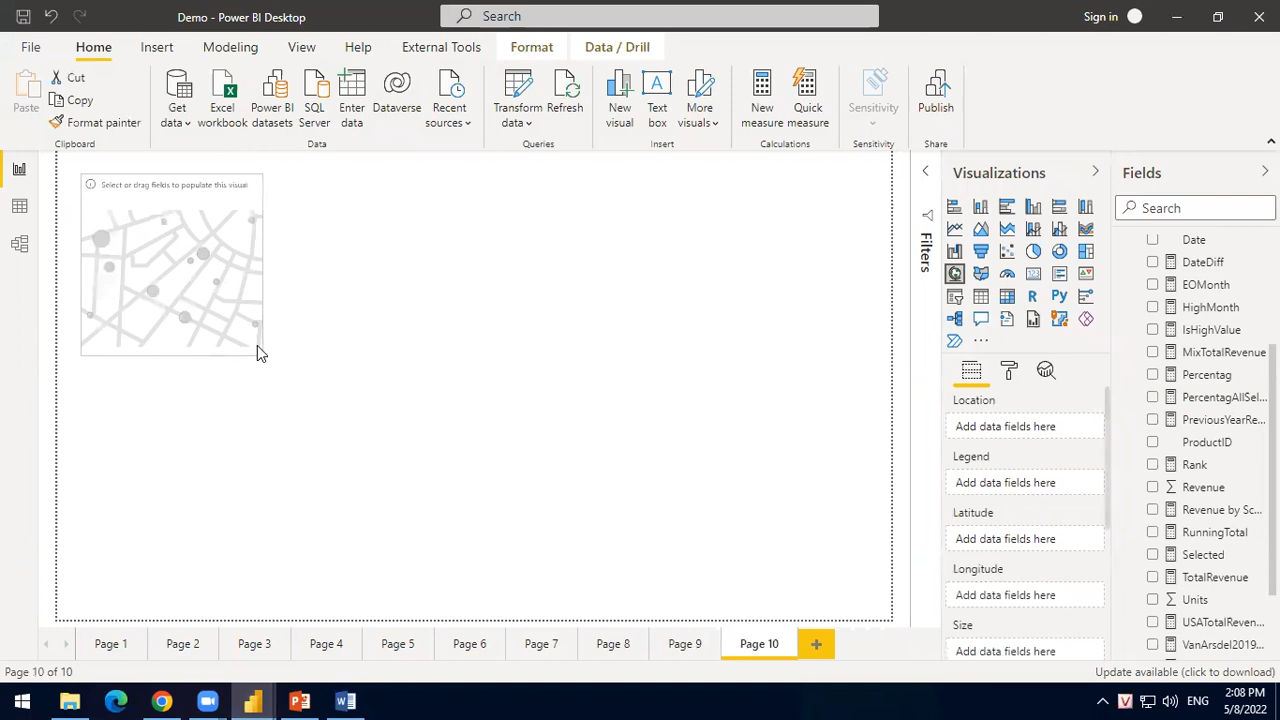 Demo - Power BI Desktop
Search
Sign in
File
Home
Insert
Modeling
View
Help
External Tools
Format
Data / Drill
Paste
Cut
Copy
Format painter
Clipboard
Get data
Excel workbook
Power BI datasets
SQL Server
Enter data
Dataverse
Recent sources
Data
Transform data
Refresh
Queries
New visual
Text box
More visuals
Insert
New measure
Quick measure
Calculations
Sensitivity
Sensitivity
Publish
Share
Select or drag fields to populate this visual
Filters
Visualizations
R
Py
Location
Add data fields here
Legend
Add data fields here
Latitude
Add data fields here
Longitude
Add data fields here
Size
Add data fields here
Fields
Search
Date
DateDiff
EOMonth
HighMonth
IsHighValue
MixTotalRevenue
Percentag
PercentagAllSel...
PreviousYearRe...
ProductID
Rank
Revenue
Revenue by Sc...
RunningTotal
Selected
TotalRevenue
Units
USATotalReven...
VanArsdel2019...
Page 1
Page 2
Page 3
Page 4
Page 5
Page 6
Page 7
Page 8
Page 9
Page 10
Page 10 of 10
Update available (click to download)
ENG
2:08 PM
5/8/2022